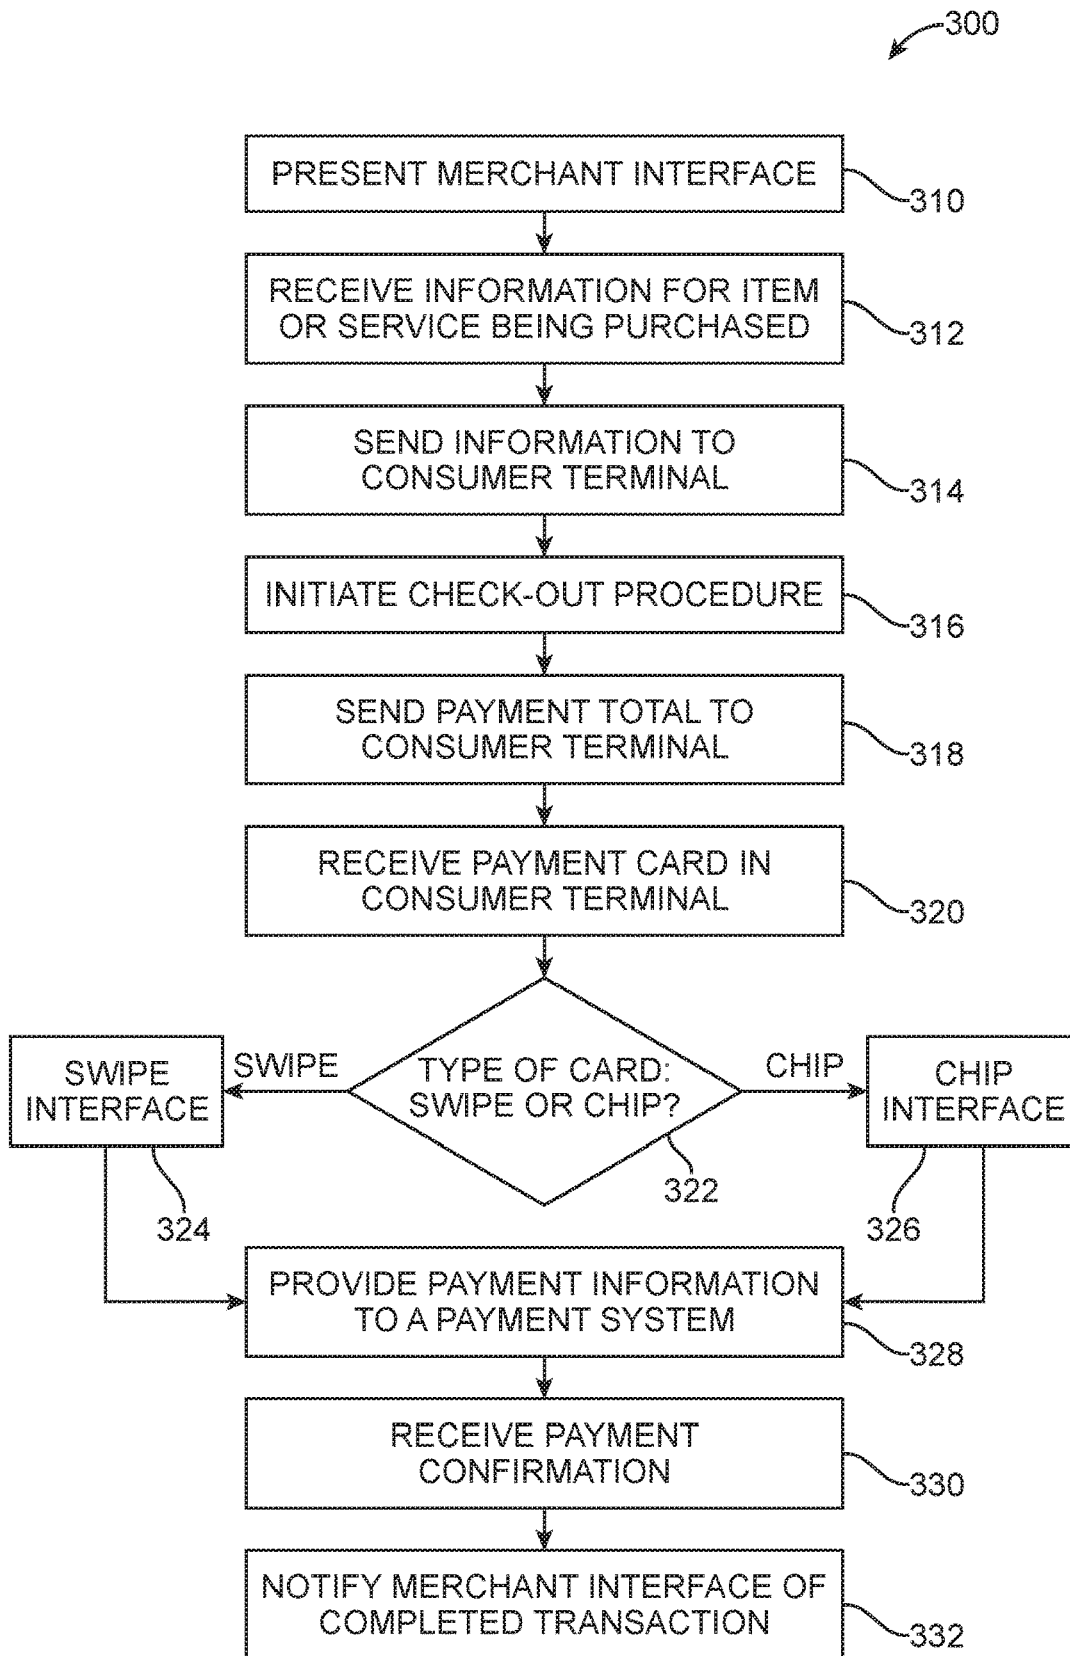 300
PRESENT MERCHANT INTERFACE
310
RECEIVE INFORMATION FOR ITEM
OR SERVICE BEING PURCHASED
312
SEND INFORMATION TO
CONSUMER TERMINAL
314
INITIATE CHECK-OUT PROCEDURE
316
SEND PAYMENT TOTAL TO
CONSUMER TERMINAL
318
RECEIVE PAYMENT CARD IN
CONSUMER TERMINAL
320
SWIPE
INTERFACE
324
SWIPE
TYPE OF CARD:
SWIPE OR CHIP?
322
CHIP
CHIP
INTERFACE
326
PROVIDE PAYMENT INFORMATION
TO A PAYMENT SYSTEM
328
RECEIVE PAYMENT
CONFIRMATION
330
NOTIFY MERCHANT INTERFACE OF
COMPLETED TRANSACTION
332